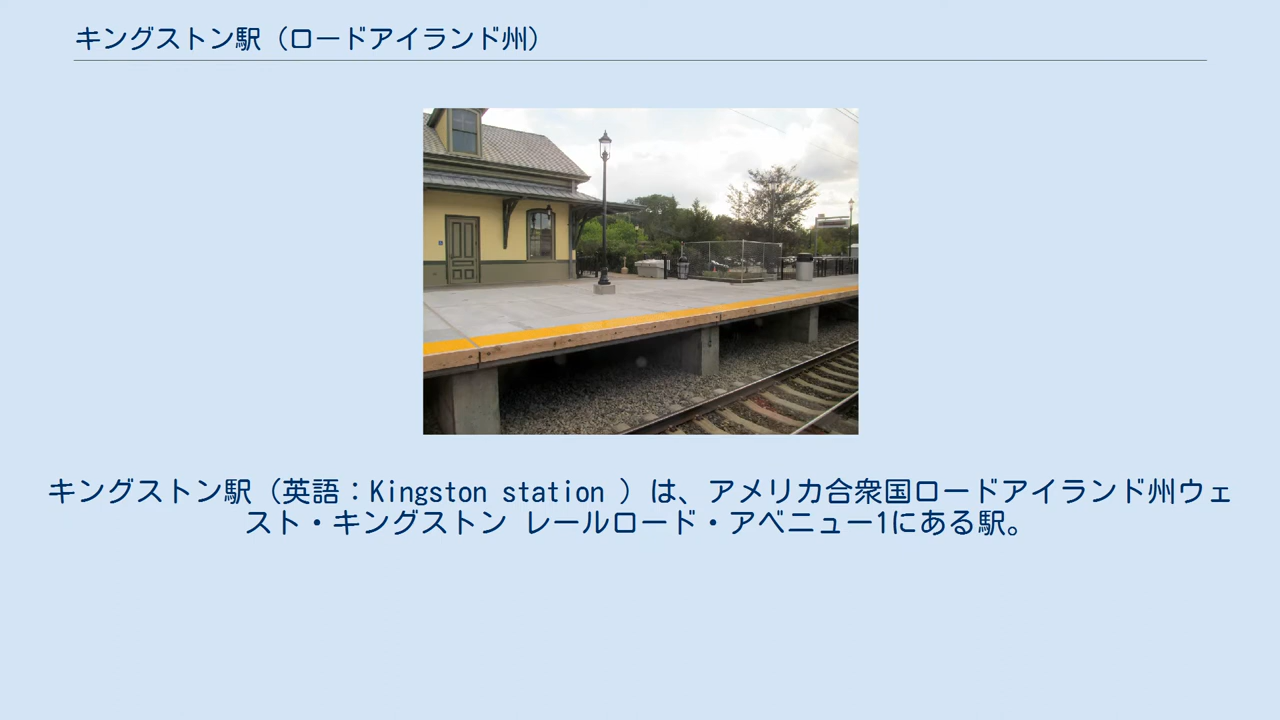 キングストン駅（ロードアイランド州）
キングストン駅（英語：Kingston station ）は、アメリカ合衆国ロードアイランド州ウェ
スト・キングストン レールロード・アベニュー1にある駅。